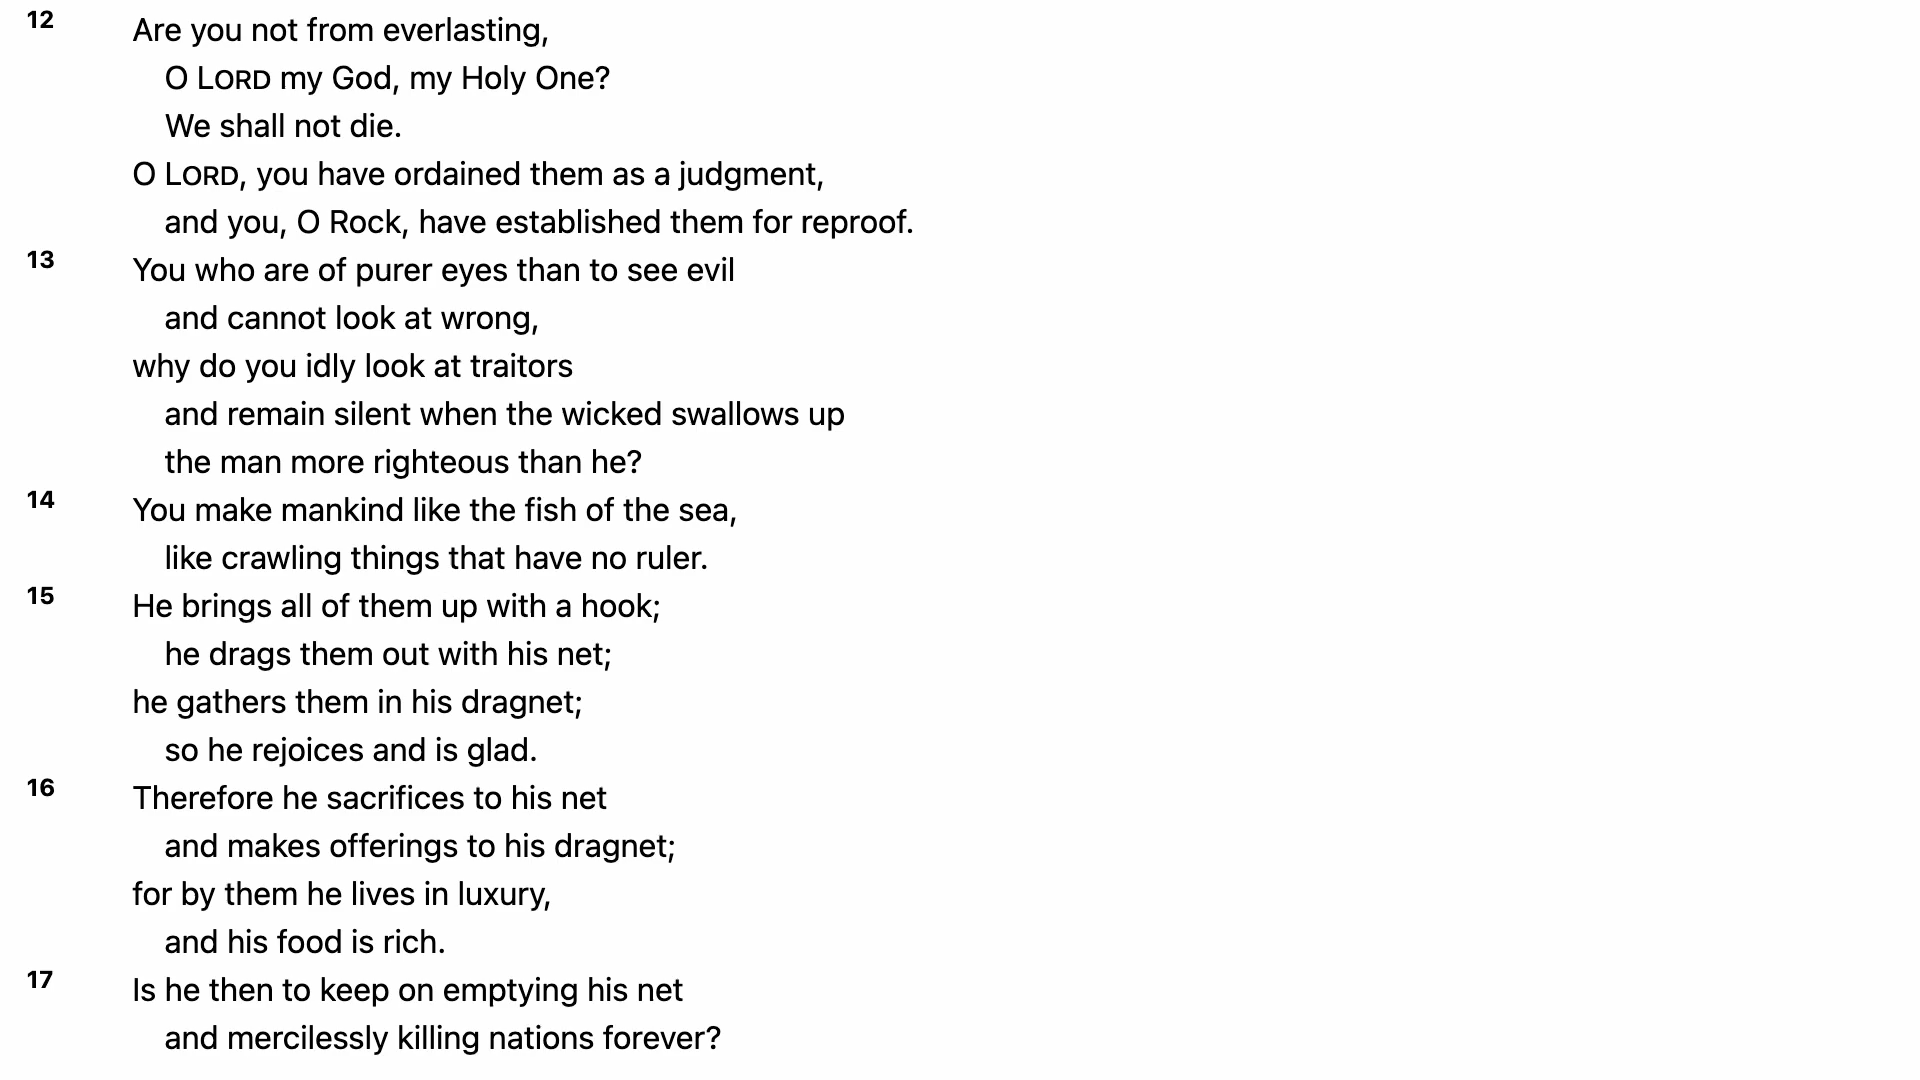 12 Are you not from everlasting,
O LORD my God, my Holy One?
We shall not die.
O LORD, you have ordained them as a judgment,
and you, O Rock, have established them for reproof.
13 You who are of purer eyes than to see evil
and cannot look at wrong,
why do you idly look at traitors
and remain silent when the wicked swallows up
the man more righteous than he?
14 You make mankind like the fish of the sea,
like crawling things that have no ruler.
15 He brings all of them up with a hook;
he drags them out with his net;
he gathers them in his dragnet;
so he rejoices and is glad.
16 Therefore he sacrifices to his net
and makes offerings to his dragnet;
for by them he lives in luxury,
and his food is rich.
17 Is he then to keep on emptying his net
and mercilessly killing nations forever?